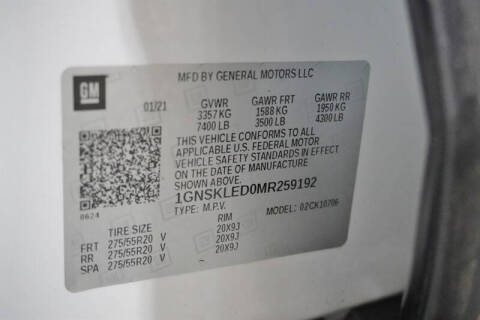 GM
MFD BY GENERAL MOTORS LLC
01/21 GVWR GAWR FRT GAWR RR
3357 KG 1588 KG 1950 KG
7400 LB 3500 LB 4300 LB
THIS VEHICLE CONFORMS TO ALL
APPLICABLE U.S. FEDERAL MOTOR
VEHICLE SAFETY STANDARDS IN EFFECT
ON THE DATE OF MANUFACTURE
SHOWN ABOVE.
1GNSKLED0MR259192
0624
TYPE: M.P.V. MODEL: 02CK10706
TIRE SIZE RIM
FRT 275/55R20 V 20X9J
RR 275/55R20 V 20X9J
SPA 275/55R20 V 20X9J